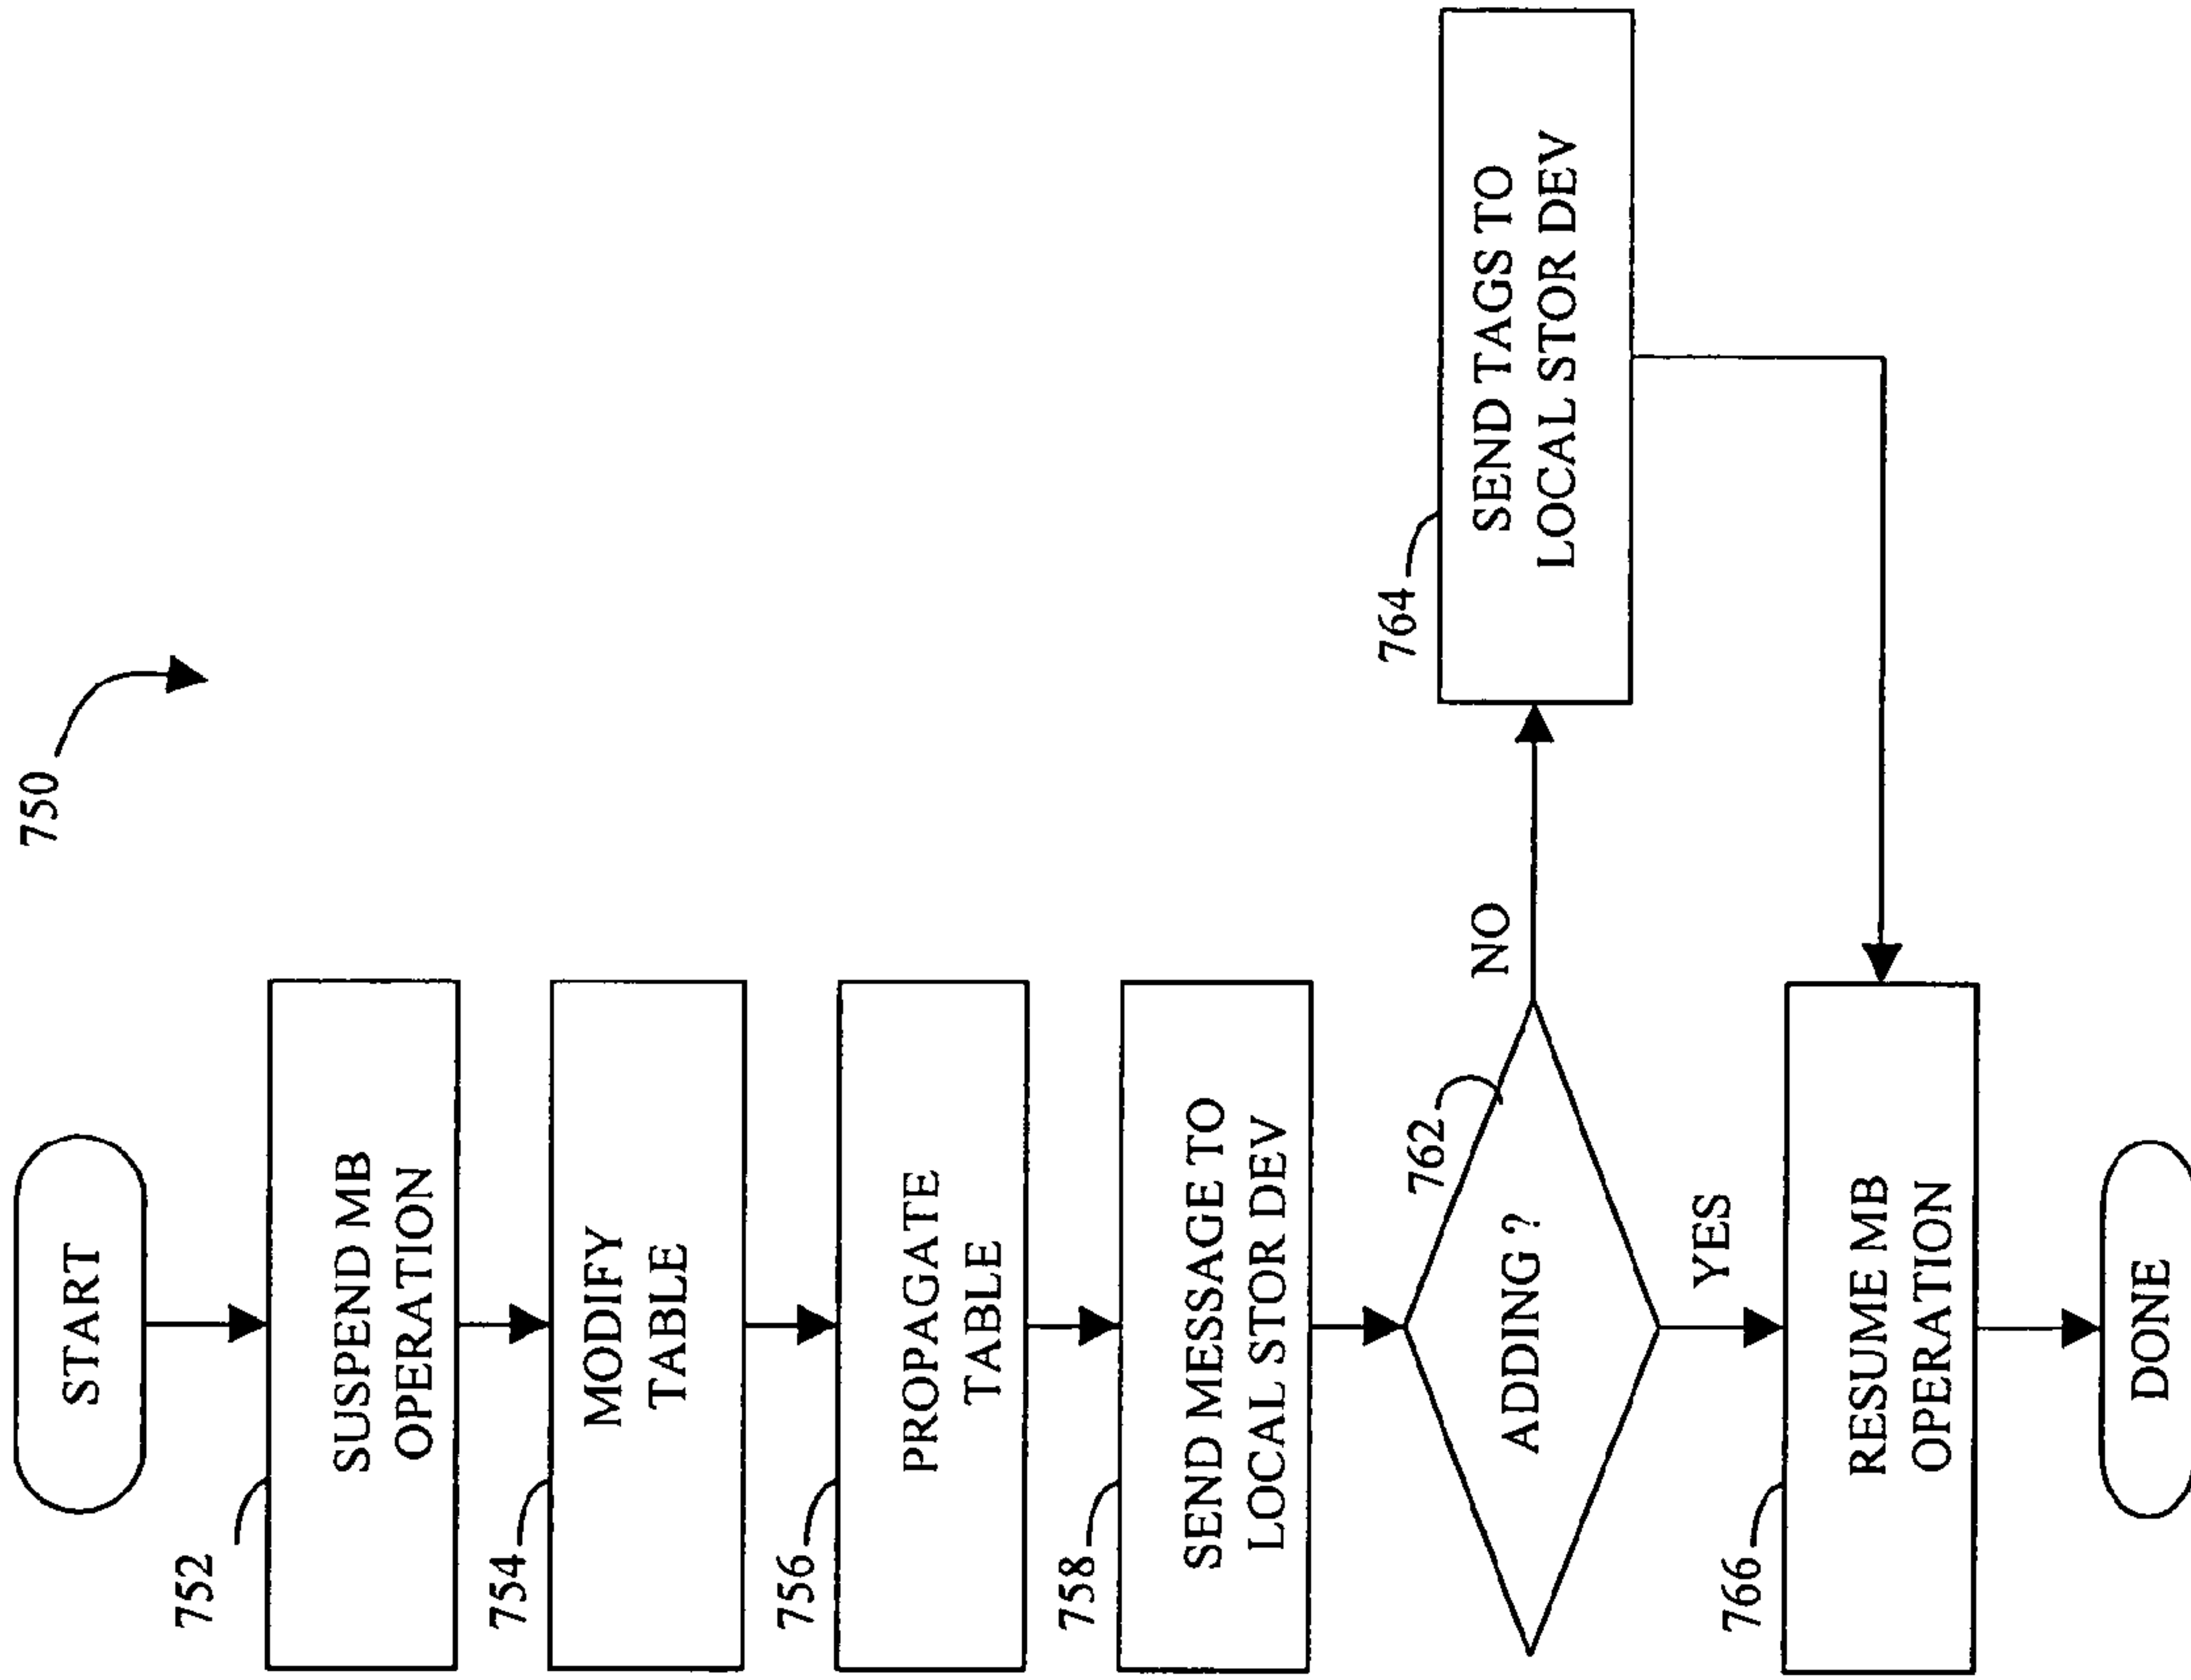 750
START
752
SUSPEND MB
OPERATION
754
MODIFY
TABLE
756
PROPAGATE
TABLE
758
SEND MESSAGE TO
LOCAL STOR DEV
762
ADDING ?
NO
764
SEND TAGS TO
LOCAL STOR DEV
YES
766
RESUME MB
OPERATION
DONE